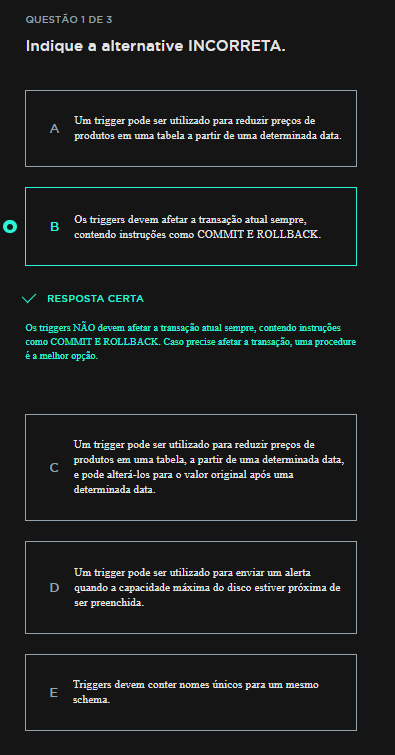 QUESTÃO 1 DE 3
Indique a alternative INCORRETA.
A
Um trigger pode ser utilizado para reduzir preços de
produtos em uma tabela a partir de uma determinada data.
B
Os triggers devem afetar a transação atual sempre,
contendo instruções como COMMIT E ROLLBACK.
RESPOSTA CERTA
Os triggers NÃO devem afetar a transação atual sempre, contendo instruções
como COMMIT E ROLLBACK. Caso precise afetar a transação, uma procedure
é a melhor opção.
C
Um trigger pode ser utilizado para reduzir preços de
produtos em uma tabela, a partir de uma determinada data,
e pode alterá-los para o valor original após uma
determinada data.
D
Um trigger pode ser utilizado para enviar um alerta
quando a capacidade máxima do disco estiver próxima de
ser preenchida.
E
Triggers devem conter nomes únicos para um mesmo
schema.